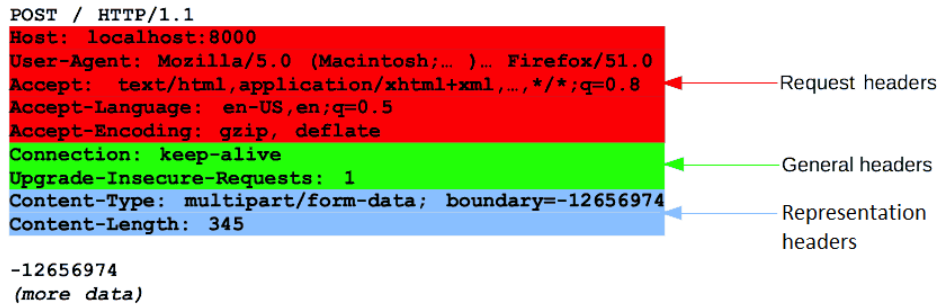 POST / HTTP/1.1
Host: localhost:8000
User-Agent: Mozilla/5.0 (Macintosh;… )… Firefox/51.0
Accept: text/html,application/xhtml+xml,…,*/*;q=0.8
Accept-Language: en-US,en;q=0.5
Accept-Encoding: gzip, deflate
Request headers
Connection: keep-alive
Upgrade-Insecure-Requests: 1
General headers
Content-Type: multipart/form-data; boundary=-12656974
Content-Length: 345
Representation
headers
-12656974
(more data)